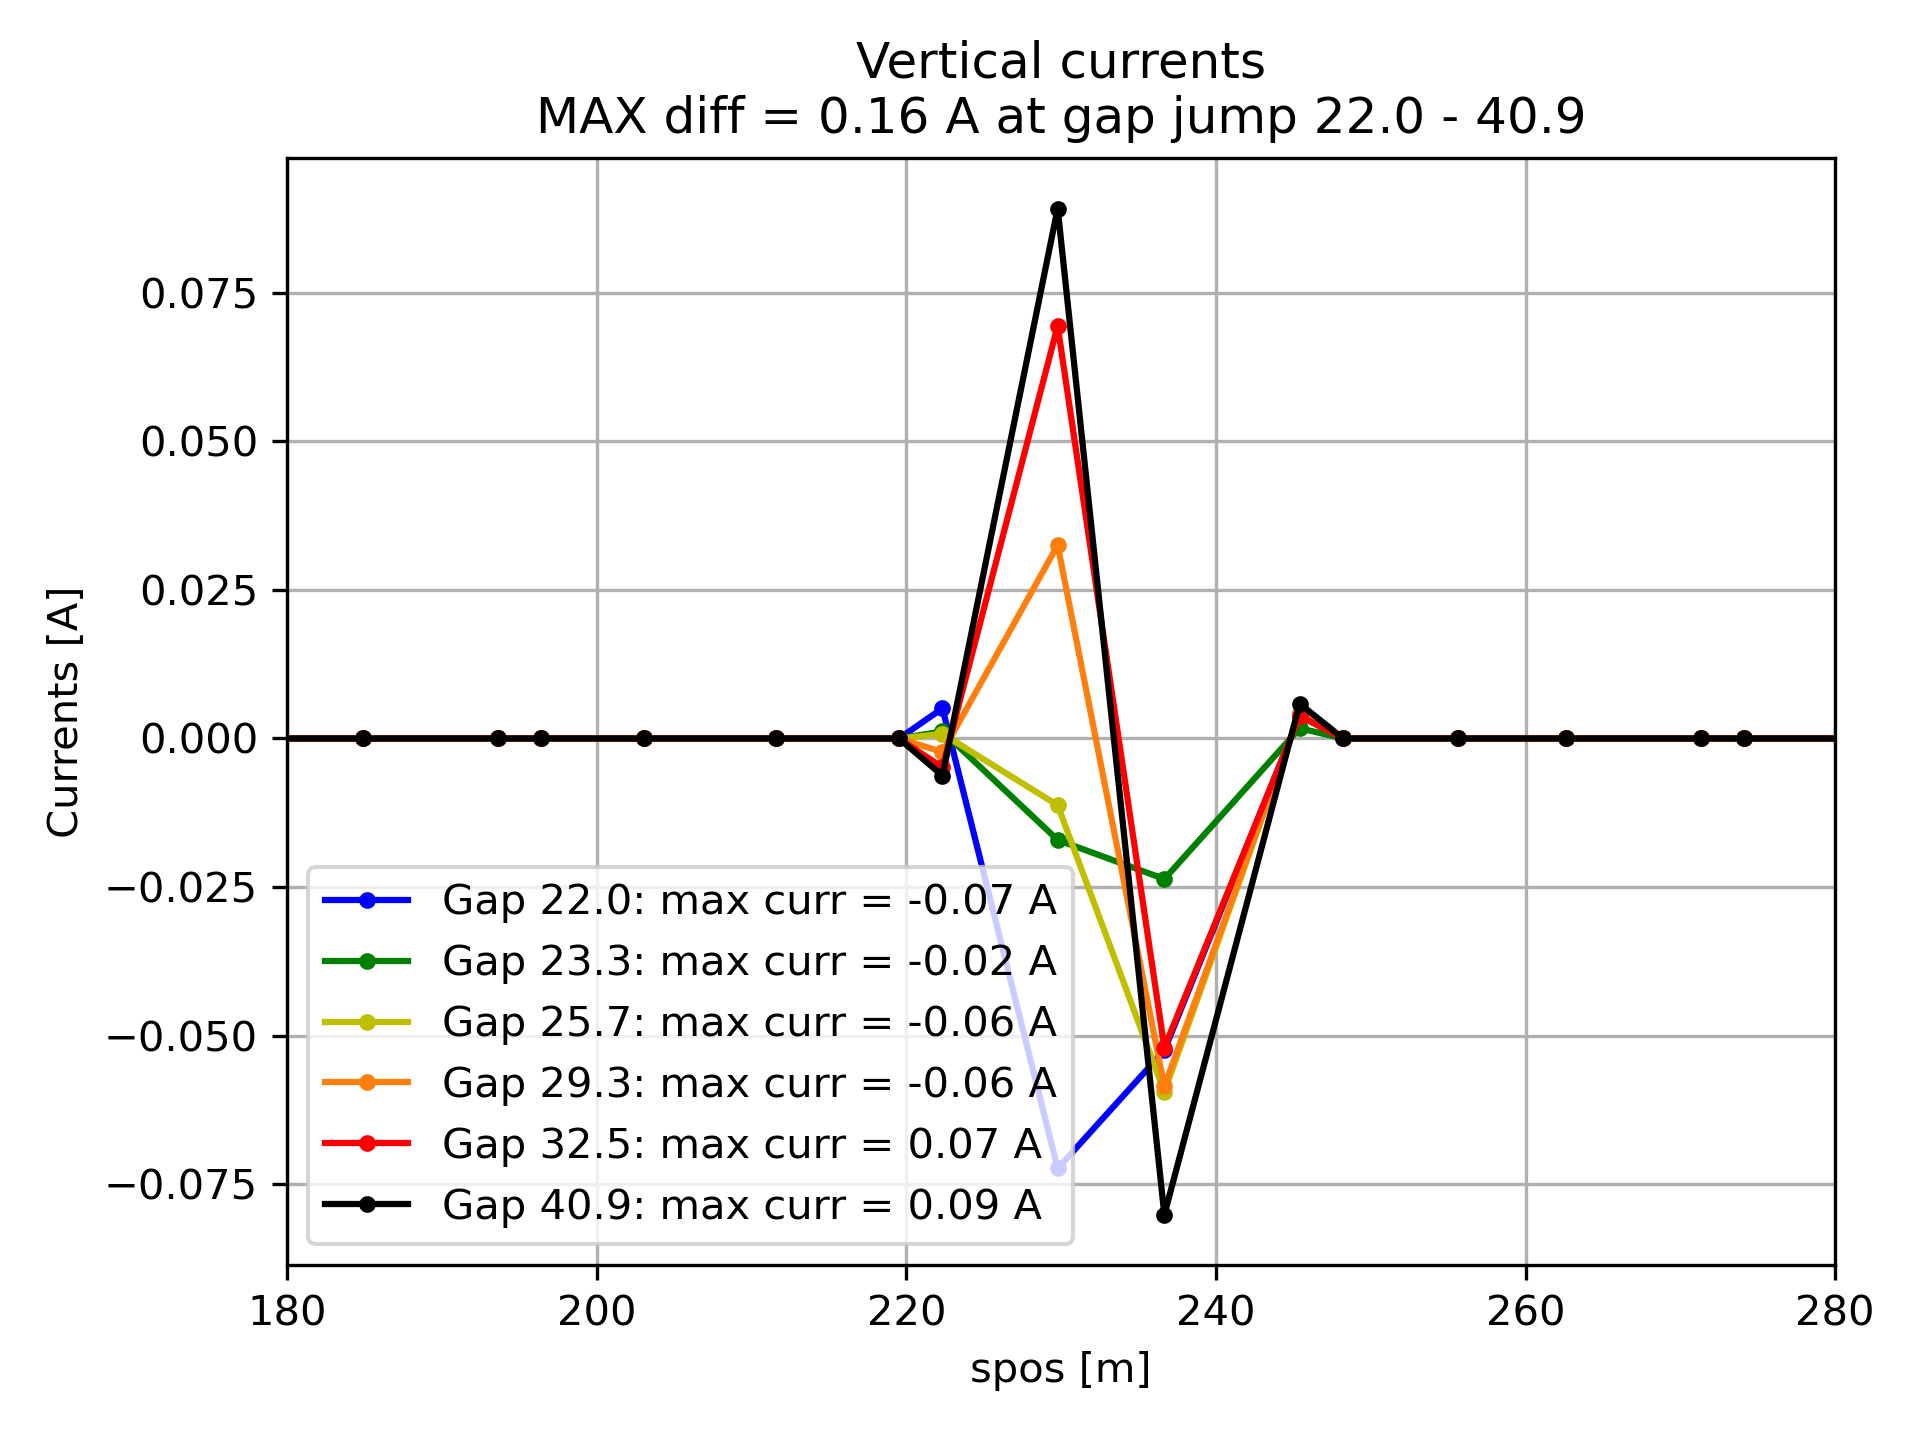 Vertical currents
MAX diff = 0.16 A at gap jump 22.0 - 40.9
Currents [A]
0.075
0.050
0.025
0.000
−0.025
−0.050
−0.075
Gap 22.0: max curr = -0.07 A
Gap 23.3: max curr = -0.02 A
Gap 25.7: max curr = -0.06 A
Gap 29.3: max curr = -0.06 A
Gap 32.5: max curr = 0.07 A
Gap 40.9: max curr = 0.09 A
180 200 220 240 260 280
spos [m]